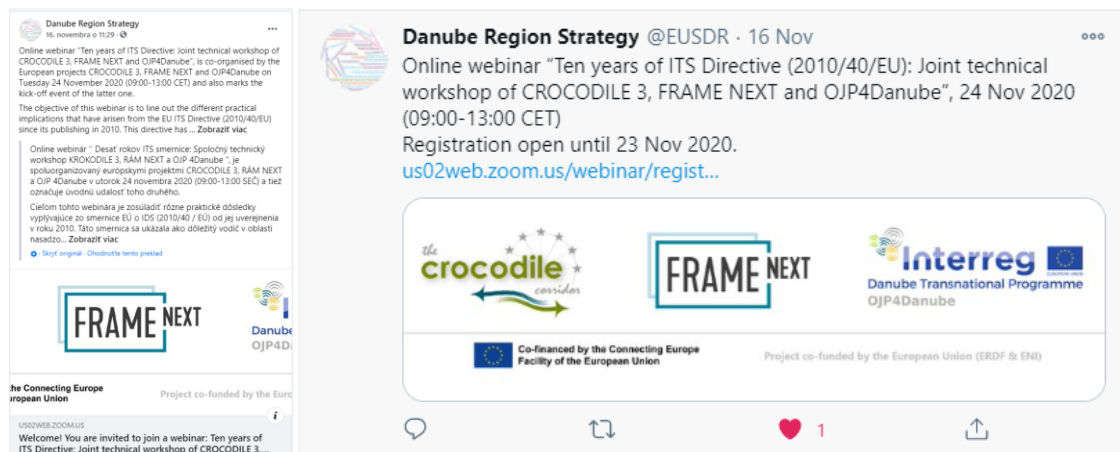 Danube Region Strategy
16. novembra o 11:29 ·
Online webinar "Ten years of ITS Directive: Joint technical workshop of
CROCODILE 3, FRAME NEXT and OJP4Danube", is co-organised by the
European projects CROCODILE 3, FRAME NEXT and OJP4Danube on
Tuesday 24 November 2020 (09:00-13:00 CET) and also marks the
kick-off event of the latter one.
The objective of this webinar is to line out the different practical
implications that have arisen from the EU ITS Directive (2010/40/EU)
since its publishing in 2010. This directive has ... Zobraziť viac
Online webinár " Desať rokov ITS smernice: Spoločný technický
workshop KROKODILE 3, RÁM NEXT a OJP 4Danube ", je
spoluorganizovaný európskymi projektmi CROCODILE 3, RÁM NEXT
a OJP 4Danube v utorok 24 novembra 2020 (09:00-13:00 SEČ) a tiež
označuje úvodnú udalosť toho druhého.
Cieľom tohto webinára je zosúladiť rôzne praktické dôsledky
vyplývajúce zo smernice EÚ o IDS (2010/40 / EÚ) od jej uverejnenia
v roku 2010. Táto smernica sa ukázala ako dôležitý vodič v oblasti
nasadzo... Zobraziť viac
Skryť originál · Ohodnoťte tento preklad
FRAME NEXT
Danube
OJP4D
he Connecting Europe
uropean Union
Project co-funded by the Euro
i
US02WEB.ZOOM.US
Welcome! You are invited to join a webinar: Ten years of
ITS Directive: Joint technical workshop of CROCODILE 3,...
Danube Region Strategy @EUSDR · 16 Nov
Online webinar “Ten years of ITS Directive (2010/40/EU): Joint technical
workshop of CROCODILE 3, FRAME NEXT and OJP4Danube”, 24 Nov 2020
(09:00-13:00 CET)
Registration open until 23 Nov 2020.
us02web.zoom.us/webinar/regist...
the
crocodile
corridor
FRAME NEXT
Interreg
EUROPEAN UNION
Danube Transnational Programme
OJP4Danube
Co-financed by the Connecting Europe
Facility of the European Union
Project co-funded by the European Union (ERDF & ENI)
1